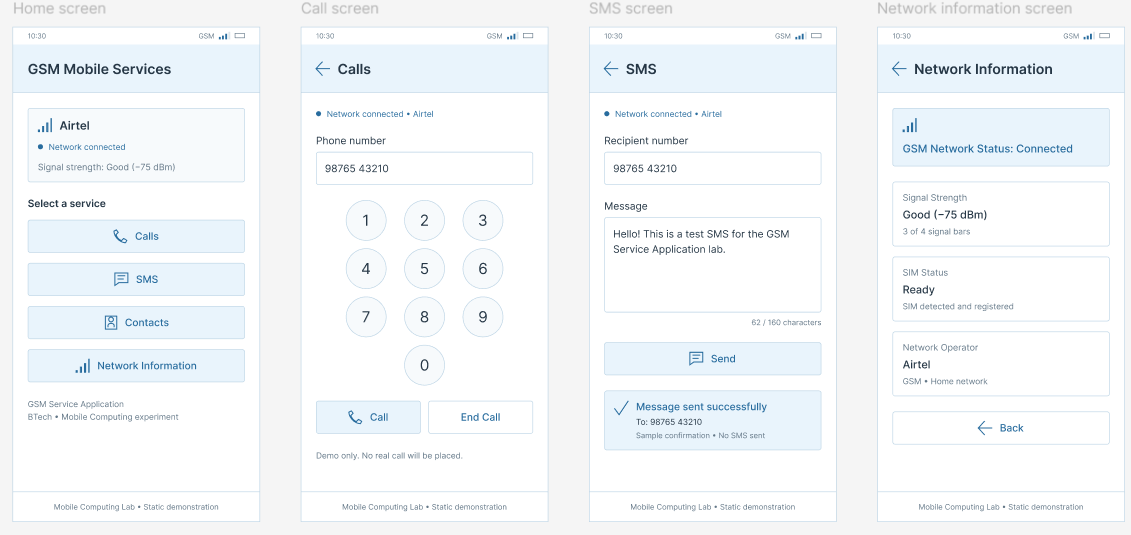 Home screen
10:30
GSM
GSM Mobile Services
Airtel
Network connected
Signal strength: Good (−75 dBm)
Select a service
Calls
SMS
Contacts
Network Information
GSM Service Application
BTech • Mobile Computing experiment
Mobile Computing Lab • Static demonstration
Call screen
10:30
GSM
Calls
Network connected • Airtel
Phone number
98765 43210
1 2 3
4 5 6
7 8 9
0
Call
End Call
Demo only. No real call will be placed.
Mobile Computing Lab • Static demonstration
SMS screen
10:30
GSM
SMS
Network connected • Airtel
Recipient number
98765 43210
Message
Hello! This is a test SMS for the GSM
Service Application lab.
62 / 160 characters
Send
Message sent successfully
To: 98765 43210
Sample confirmation • No SMS sent
Mobile Computing Lab • Static demonstration
Network information screen
10:30
GSM
Network Information
GSM Network Status: Connected
Signal Strength
Good (−75 dBm)
3 of 4 signal bars
SIM Status
Ready
SIM detected and registered
Network Operator
Airtel
GSM • Home network
Back
Mobile Computing Lab • Static demonstration